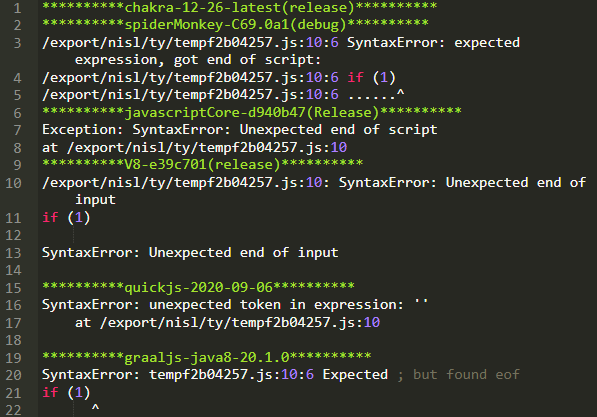 1 **********chakra-12-26-latest(release)**********
2 **********spiderMonkey-C69.0a1(debug)**********
3 /export/nisl/ty/tempf2b04257.js:10:6 SyntaxError: expected
expression, got end of script:
4 /export/nisl/ty/tempf2b04257.js:10:6 if (1)
5 /export/nisl/ty/tempf2b04257.js:10:6 ......^
6 **********javascriptCore-d940b47(Release)**********
7 Exception: SyntaxError: Unexpected end of script
8 at /export/nisl/ty/tempf2b04257.js:10
9 **********V8-e39c701(release)**********
10 /export/nisl/ty/tempf2b04257.js:10: SyntaxError: Unexpected end of
input
11 if (1)
12
13 SyntaxError: Unexpected end of input
14
15 **********quickjs-2020-09-06**********
16 SyntaxError: unexpected token in expression: ''
17 at /export/nisl/ty/tempf2b04257.js:10
18
19 **********graaljs-java8-20.1.0**********
20 SyntaxError: tempf2b04257.js:10:6 Expected ; but found eof
21 if (1)
22 ^